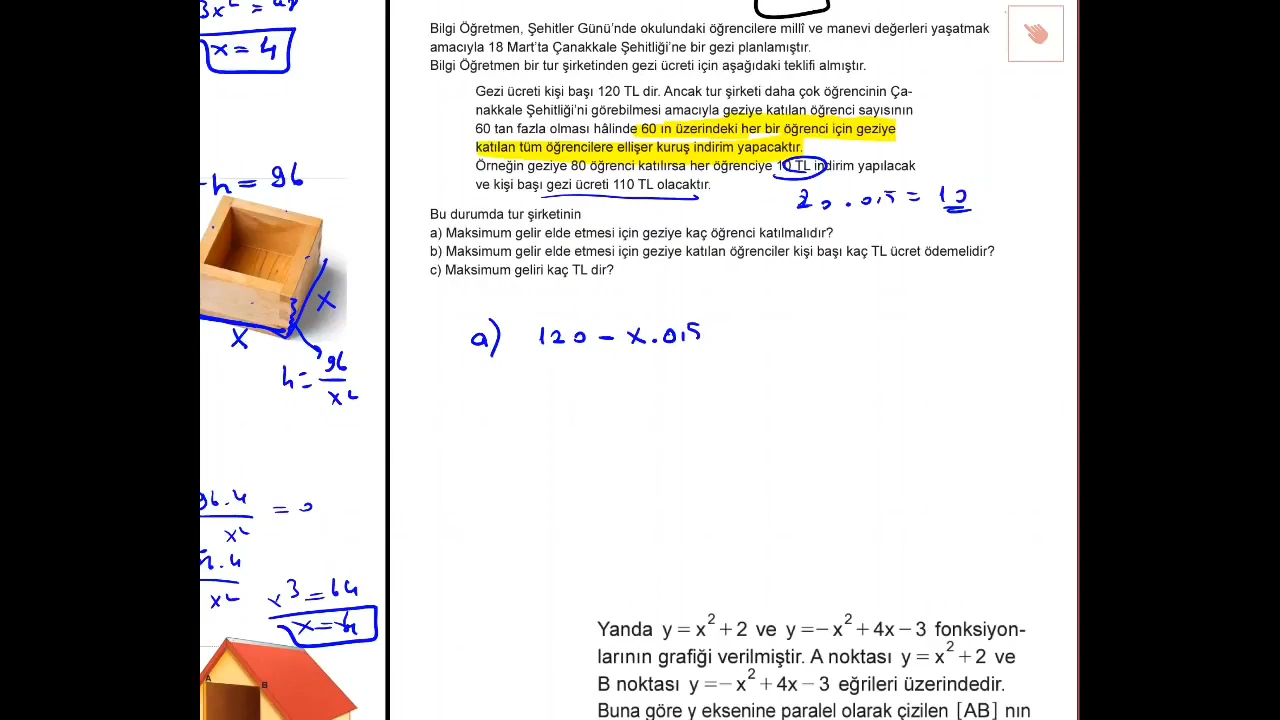 x = 4
Bilgi Öğretmen, Şehitler Günü'nde okulundaki öğrencilere millî ve manevi değerleri yaşatmak
amacıyla 18 Mart'ta Çanakkale Şehitliği'ne bir gezi planlamıştır.
Bilgi Öğretmen bir tur şirketinden gezi ücreti için aşağıdaki teklifi almıştır.
Gezi ücreti kişi başı 120 TL dir. Ancak tur şirketi daha çok öğrencinin Ça-
nakkale Şehitliği'ni görebilmesi amacıyla geziye katılan öğrenci sayısının
60 tan fazla olması hâlinde 60 ın üzerindeki her bir öğrenci için geziye
katılan tüm öğrencilere ellişer kuruş indirim yapacaktır.
Örneğin geziye 80 öğrenci katılırsa her öğrenciye 10 TL indirim yapılacak
ve kişi başı gezi ücreti 110 TL olacaktır.
20 . 0,5 = 10
Bu durumda tur şirketinin
a) Maksimum gelir elde etmesi için geziye kaç öğrenci katılmalıdır?
b) Maksimum gelir elde etmesi için geziye katılan öğrenciler kişi başı kaç TL ücret ödemelidir?
c) Maksimum geliri kaç TL dir?
a) 120 - x . 0,5
h = 96
x
x
h = 96/x²
96.4/x² = 0
.4
x²
x³ = 64
x = 4
A
B
Yanda y = x² + 2 ve y = -x² + 4x - 3 fonksiyon-
larının grafiği verilmiştir. A noktası y = x² + 2 ve
B noktası y = -x² + 4x - 3 eğrileri üzerindedir.
Buna göre y eksenine paralel olarak çizilen [AB] nın